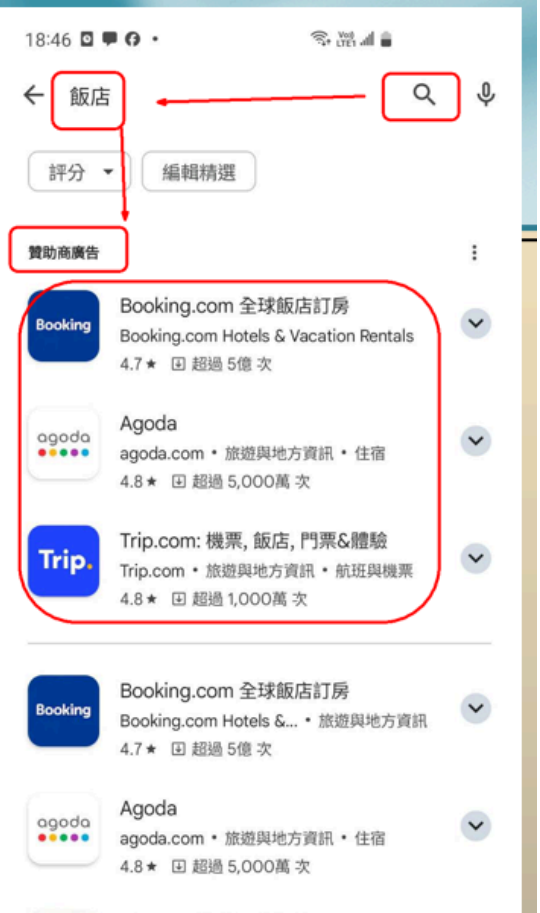 18:46
Vo)) LTE1
飯店
評分
編輯精選
贊助商廣告
Booking
Booking.com 全球飯店訂房
Booking.com Hotels & Vacation Rentals
4.7★ 超過 5億 次
agoda
Agoda
agoda.com • 旅遊與地方資訊 • 住宿
4.8★ 超過 5,000萬 次
Trip.
Trip.com: 機票, 飯店, 門票&體驗
Trip.com • 旅遊與地方資訊 • 航班與機票
4.8★ 超過 1,000萬 次
Booking
Booking.com 全球飯店訂房
Booking.com Hotels &... • 旅遊與地方資訊
4.7★ 超過 5億 次
agoda
Agoda
agoda.com • 旅遊與地方資訊 • 住宿
4.8★ 超過 5,000萬 次